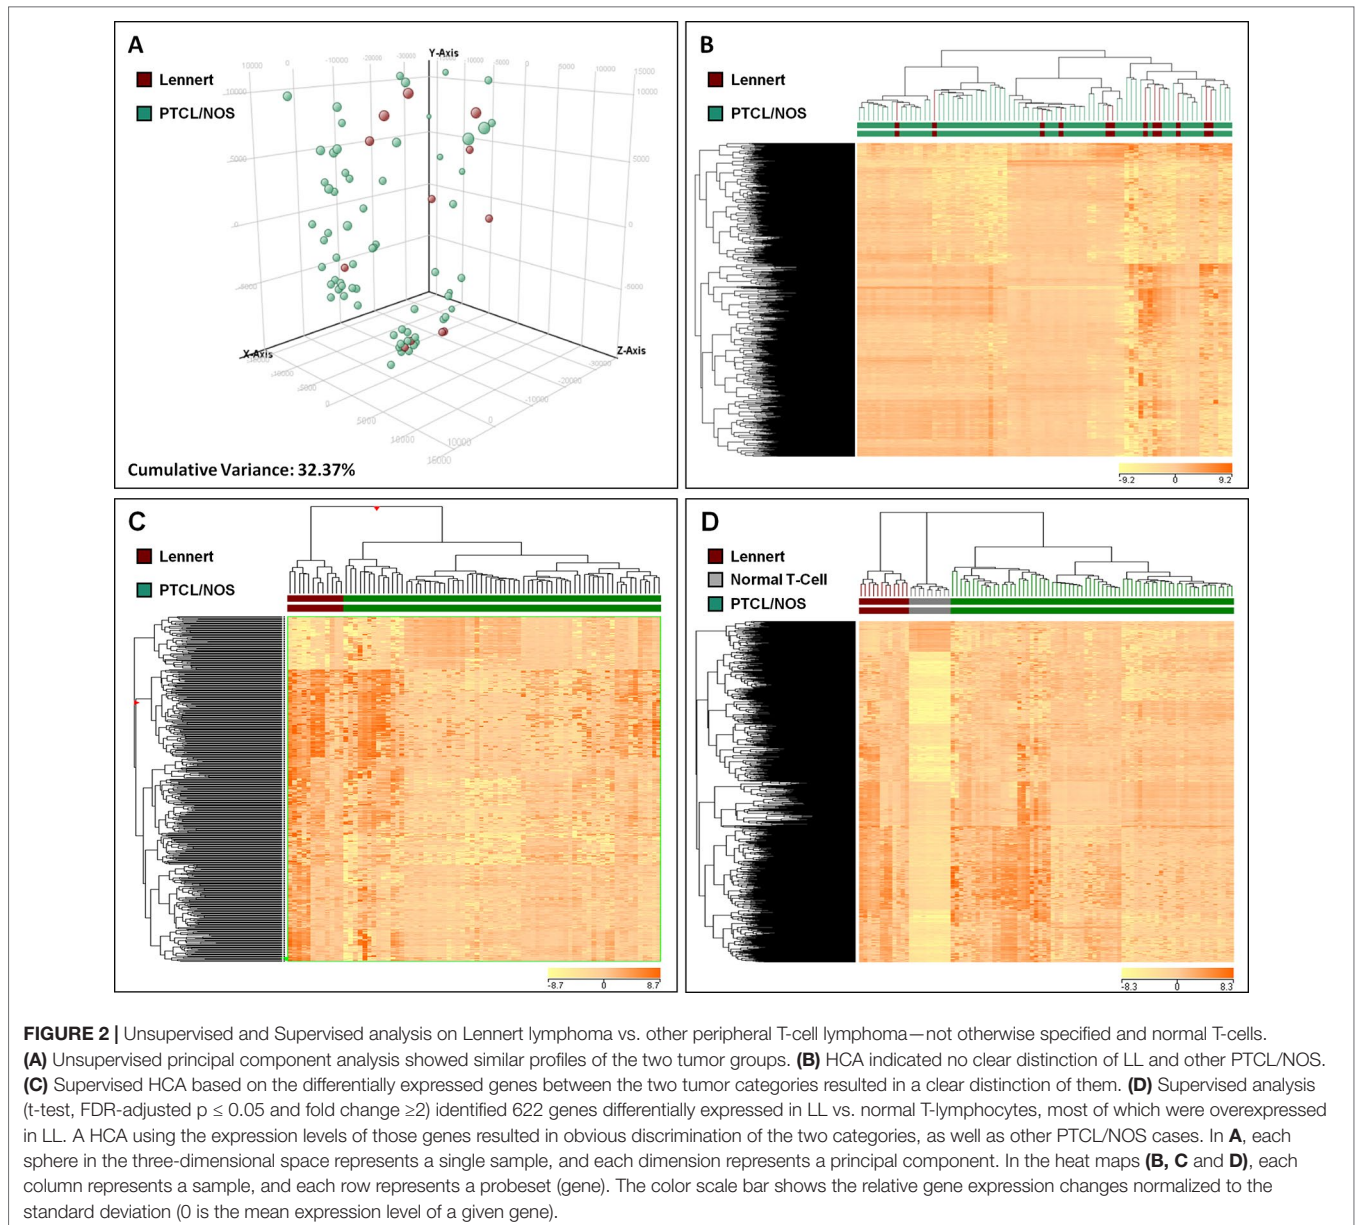 A
Lennert
PTCL/NOS
Y-Axis
X-Axis
Z-Axis
Cumulative Variance: 32.37%
B
Lennert
PTCL/NOS
-9.2 0 9.2
C
Lennert
PTCL/NOS
-8.7 0 8.7
D
Lennert
Normal T-Cell
PTCL/NOS
-8.3 0 8.3
FIGURE 2 | Unsupervised and Supervised analysis on Lennert lymphoma vs. other peripheral T-cell lymphoma—not otherwise specified and normal T-cells.
(A) Unsupervised principal component analysis showed similar profiles of the two tumor groups. (B) HCA indicated no clear distinction of LL and other PTCL/NOS.
(C) Supervised HCA based on the differentially expressed genes between the two tumor categories resulted in a clear distinction of them. (D) Supervised analysis
(t-test, FDR-adjusted p ≤ 0.05 and fold change ≥2) identified 622 genes differentially expressed in LL vs. normal T-lymphocytes, most of which were overexpressed
in LL. A HCA using the expression levels of those genes resulted in obvious discrimination of the two categories, as well as other PTCL/NOS cases. In A, each
sphere in the three-dimensional space represents a single sample, and each dimension represents a principal component. In the heat maps (B, C and D), each
column represents a sample, and each row represents a probeset (gene). The color scale bar shows the relative gene expression changes normalized to the
standard deviation (0 is the mean expression level of a given gene).